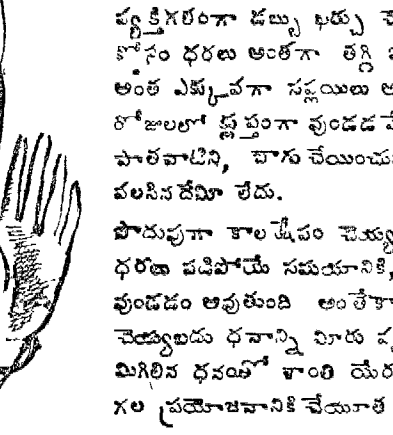 వ్యక్తిగతంగా డబ్బు ఖర్చు
కోసం ధరలు అంతగా తగ్గి
అంత ఎక్కువగా సప్లయిలు
రోజులలో క్లుప్తంగా వుండడ
పాతవాటిని, బాగు చేయించు
వలసినదేమీ లేదు.
పొదుపుగా కాలక్షేపం చెయ్య
ధరలు పడిపోయే సమయానికి,
వుండడం అవుతుంది అంతేకా
చెయ్యబడు ధనాన్ని మీరు
మిగిలిన ధనంతో శాంతి
గల ప్రయోజనానికి చేయూత